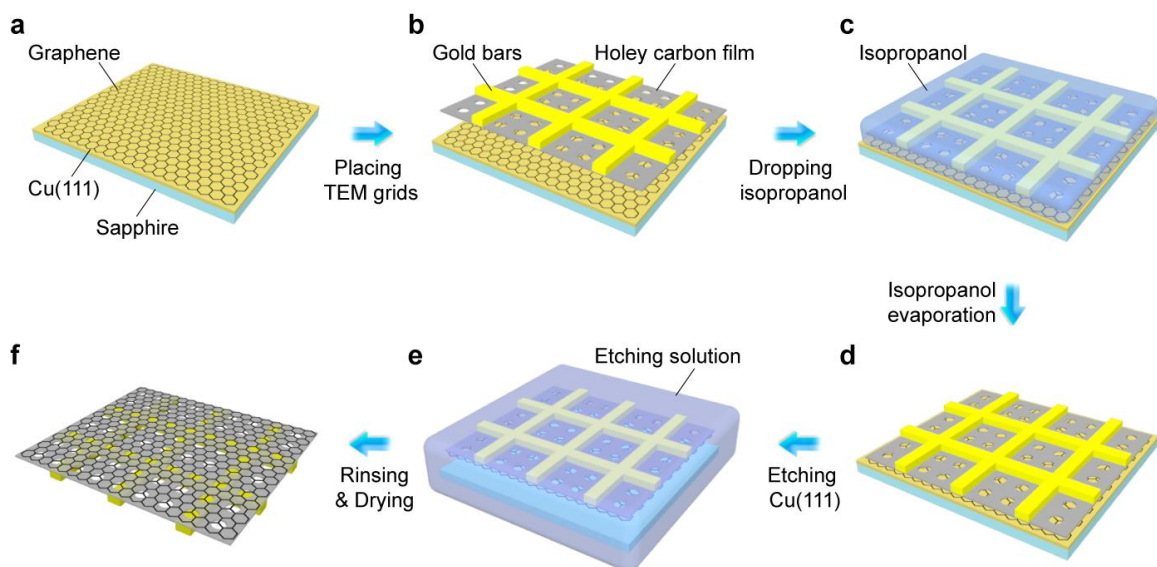 a
Graphene
Cu(111)
Sapphire
Placing
TEM grids
b
Gold bars
Holey carbon film
Dropping
isopropanol
c
Isopropanol
Isopropanol
evaporation
d
Etching
Cu(111)
e
Etching solution
Rinsing
& Drying
f